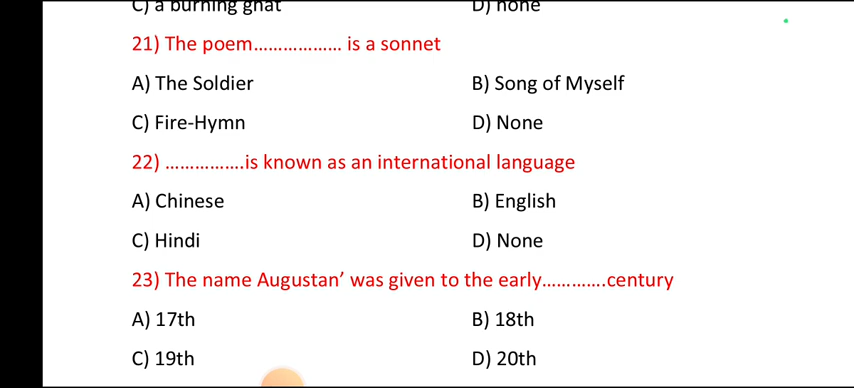 C) a burning ghat D) none
21) The poem.................. is a sonnet
A) The Soldier B) Song of Myself
C) Fire-Hymn D) None
22) ................is known as an international language
A) Chinese B) English
C) Hindi D) None
23) The name Augustan’ was given to the early.............century
A) 17th B) 18th
C) 19th D) 20th